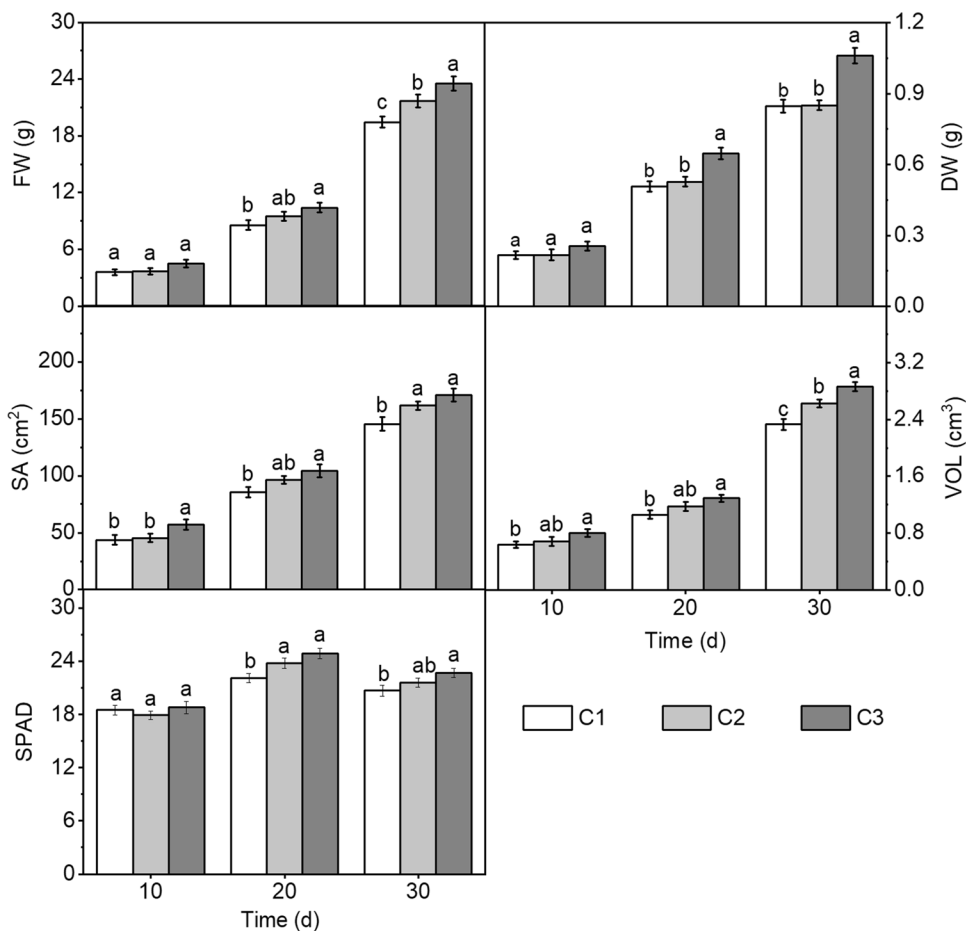 30
24
18
12
6
0
FW (g)
a
a
a
b
ab
a
c
b
a
1.2
0.9
0.6
0.3
0.0
DW (g)
a
a
a
b
b
a
b
b
a
200
150
100
50
0
SA (cm²)
b
b
a
b
ab
a
b
a
a
3.2
2.4
1.6
0.8
0.0
VOL (cm³)
b
ab
a
b
ab
a
c
b
a
10 20 30
Time (d)
30
24
18
12
6
0
SPAD
a
a
a
b
a
a
b
ab
a
10 20 30
Time (d)
C1 C2 C3